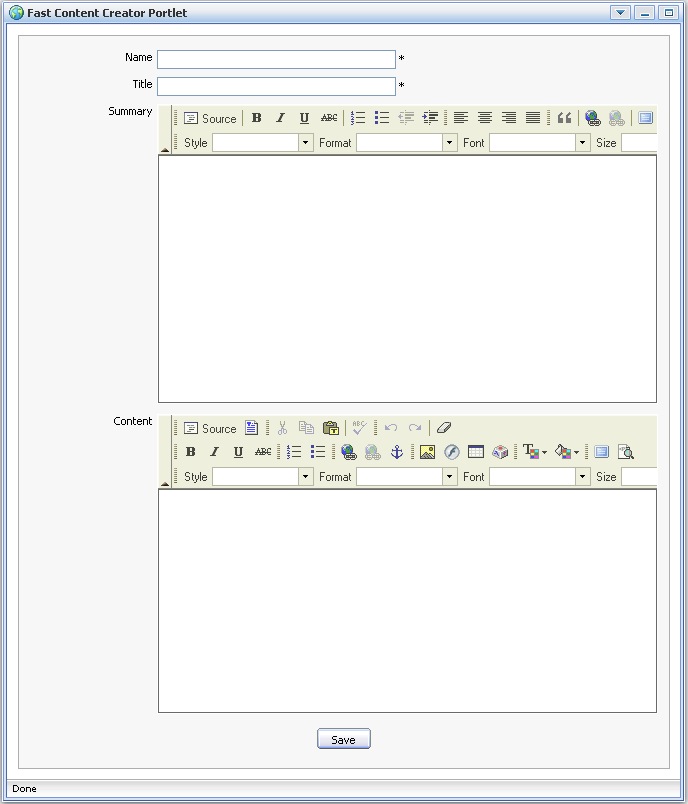 Fast Content Creator Portlet
Name *
Title *
Summary
Source B I U ABC
Style Format Font Size
Content
Source ABC
B I U ABC T
Style Format Font Size
Save
Done